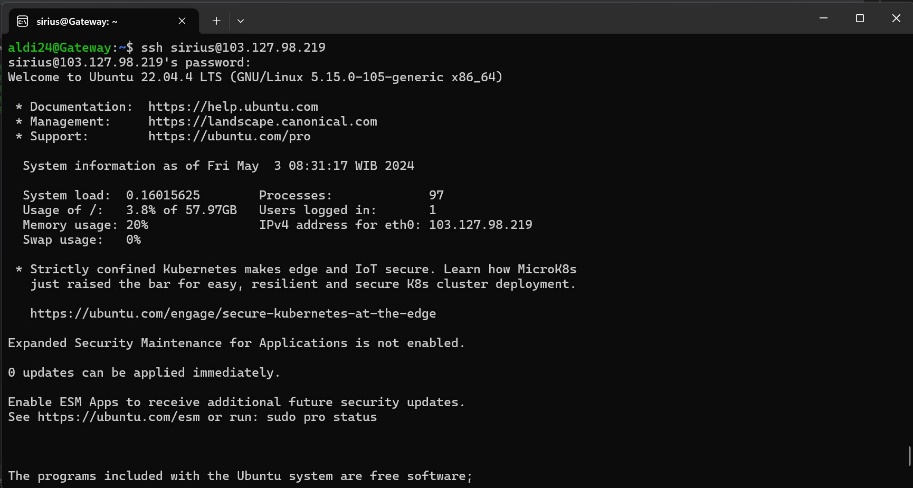 sirius@Gateway: ~
aldi24@Gateway:~$ ssh sirius@103.127.98.219
sirius@103.127.98.219's password:
Welcome to Ubuntu 22.04.4 LTS (GNU/Linux 5.15.0-105-generic x86_64)
* Documentation:  https://help.ubuntu.com
* Management:     https://landscape.canonical.com
* Support:        https://ubuntu.com/pro
System information as of Fri May  3 08:31:17 WIB 2024
System load:  0.16015625        Processes:             97
Usage of /:   3.8% of 57.97GB   Users logged in:       1
Memory usage: 20%               IPv4 address for eth0: 103.127.98.219
Swap usage:   0%
* Strictly confined Kubernetes makes edge and IoT secure. Learn how MicroK8s
just raised the bar for easy, resilient and secure K8s cluster deployment.
https://ubuntu.com/engage/secure-kubernetes-at-the-edge
Expanded Security Maintenance for Applications is not enabled.
0 updates can be applied immediately.
Enable ESM Apps to receive additional future security updates.
See https://ubuntu.com/esm or run: sudo pro status
The programs included with the Ubuntu system are free software;